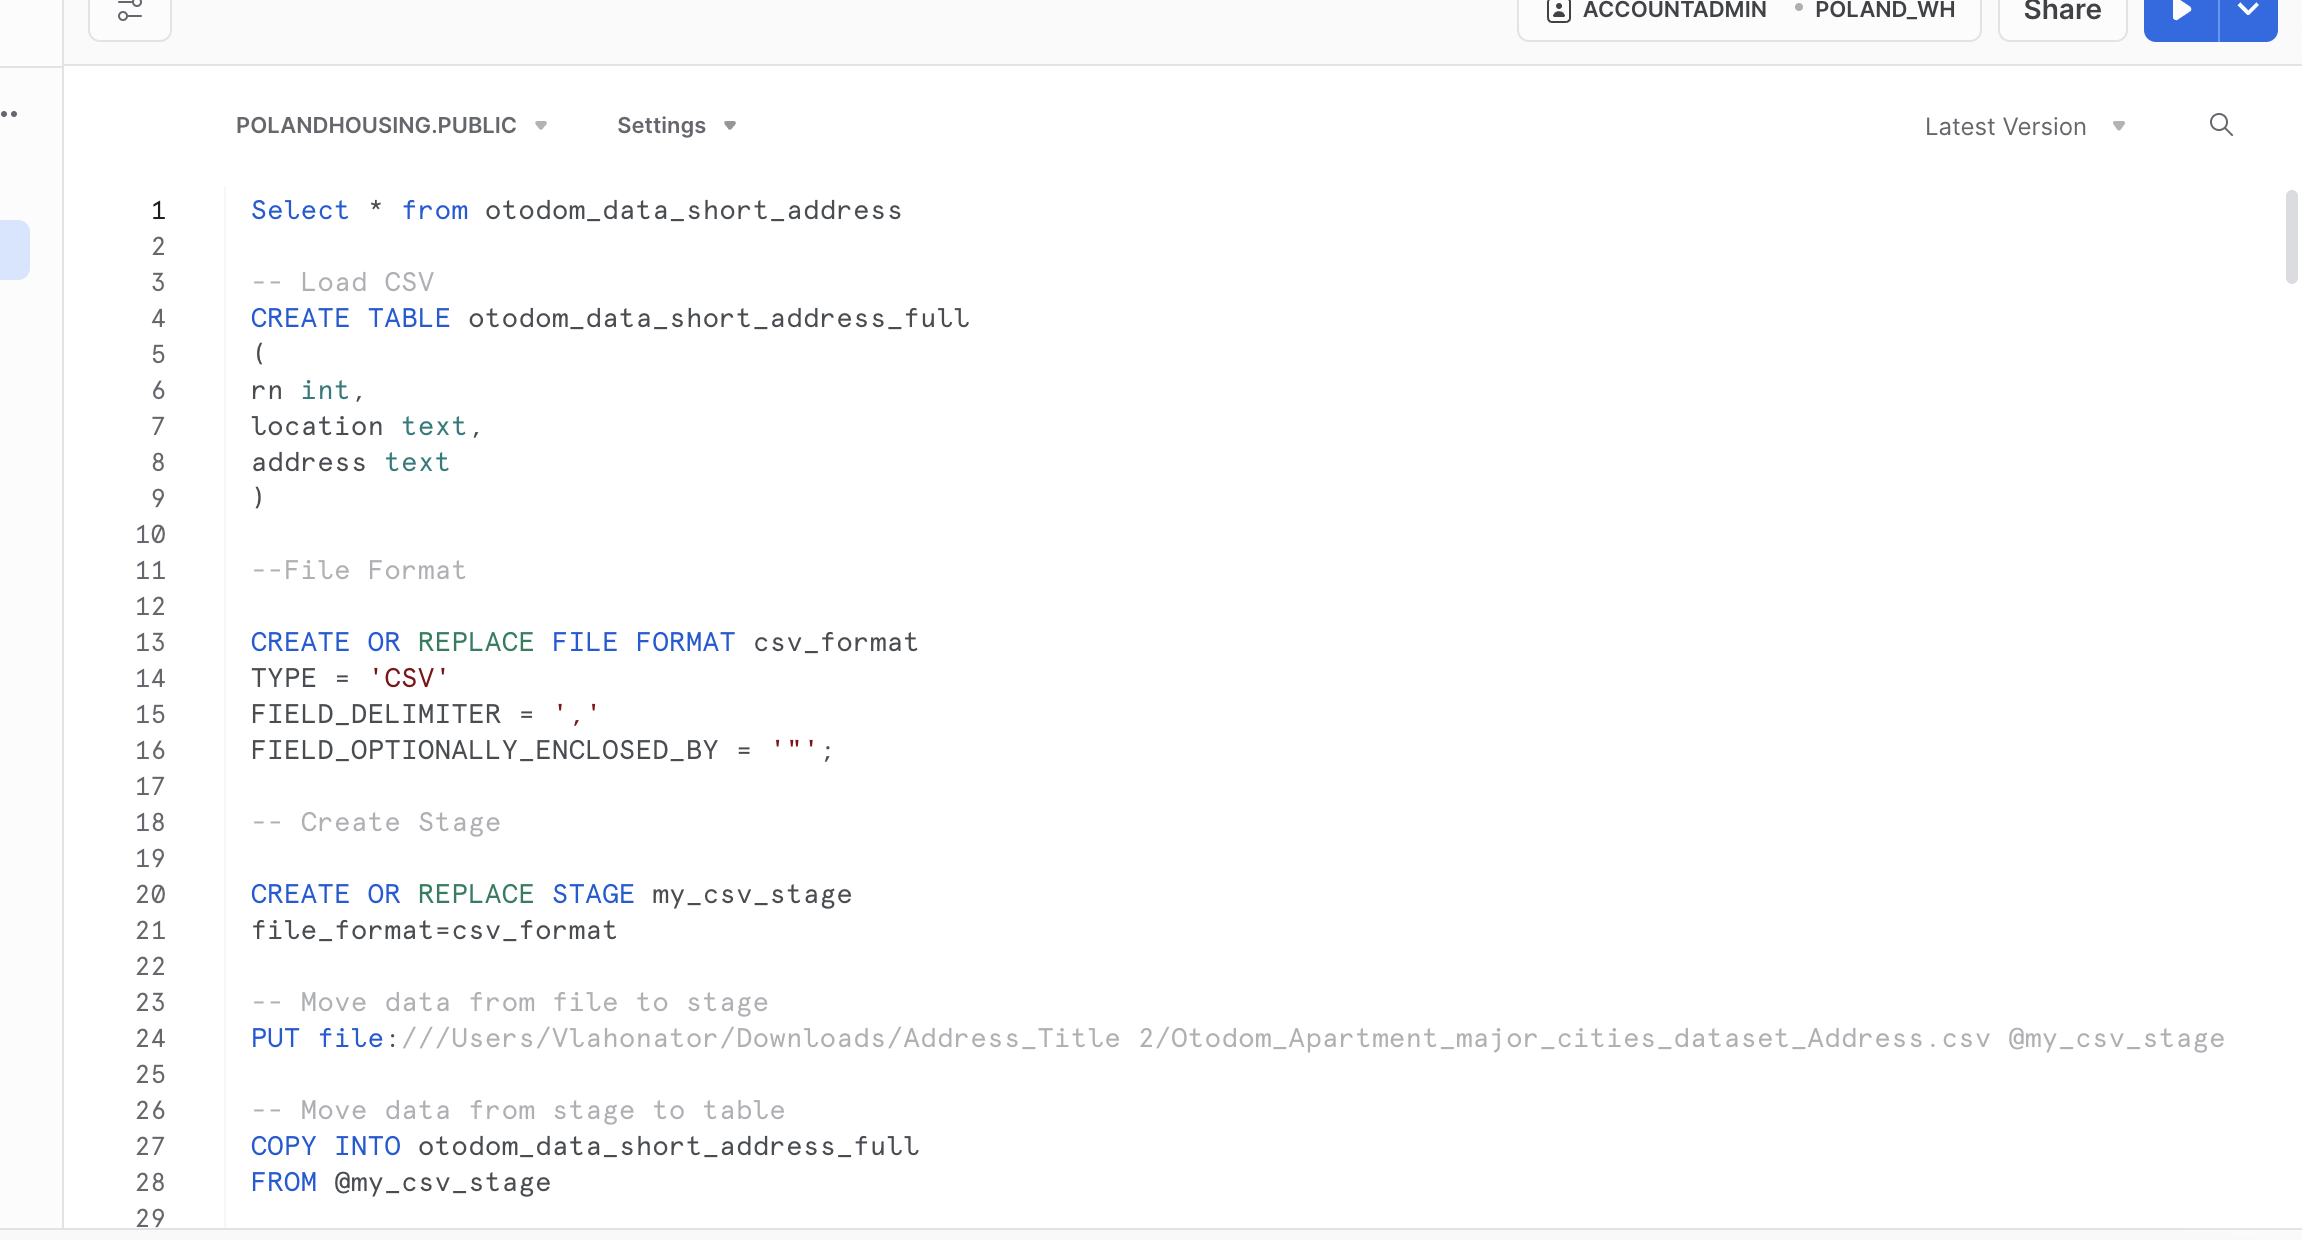 ACCOUNTADMIN • POLAND_WH Share
POLANDHOUSING.PUBLIC Settings Latest Version
1 Select * from otodom_data_short_address
2
3 -- Load CSV
4 CREATE TABLE otodom_data_short_address_full
5 (
6 rn int,
7 location text,
8 address text
9 )
10
11 --File Format
12
13 CREATE OR REPLACE FILE FORMAT csv_format
14 TYPE = 'CSV'
15 FIELD_DELIMITER = ','
16 FIELD_OPTIONALLY_ENCLOSED_BY = '"';
17
18 -- Create Stage
19
20 CREATE OR REPLACE STAGE my_csv_stage
21 file_format=csv_format
22
23 -- Move data from file to stage
24 PUT file:///Users/Vlahonator/Downloads/Address_Title 2/Otodom_Apartment_major_cities_dataset_Address.csv @my_csv_stage
25
26 -- Move data from stage to table
27 COPY INTO otodom_data_short_address_full
28 FROM @my_csv_stage
29